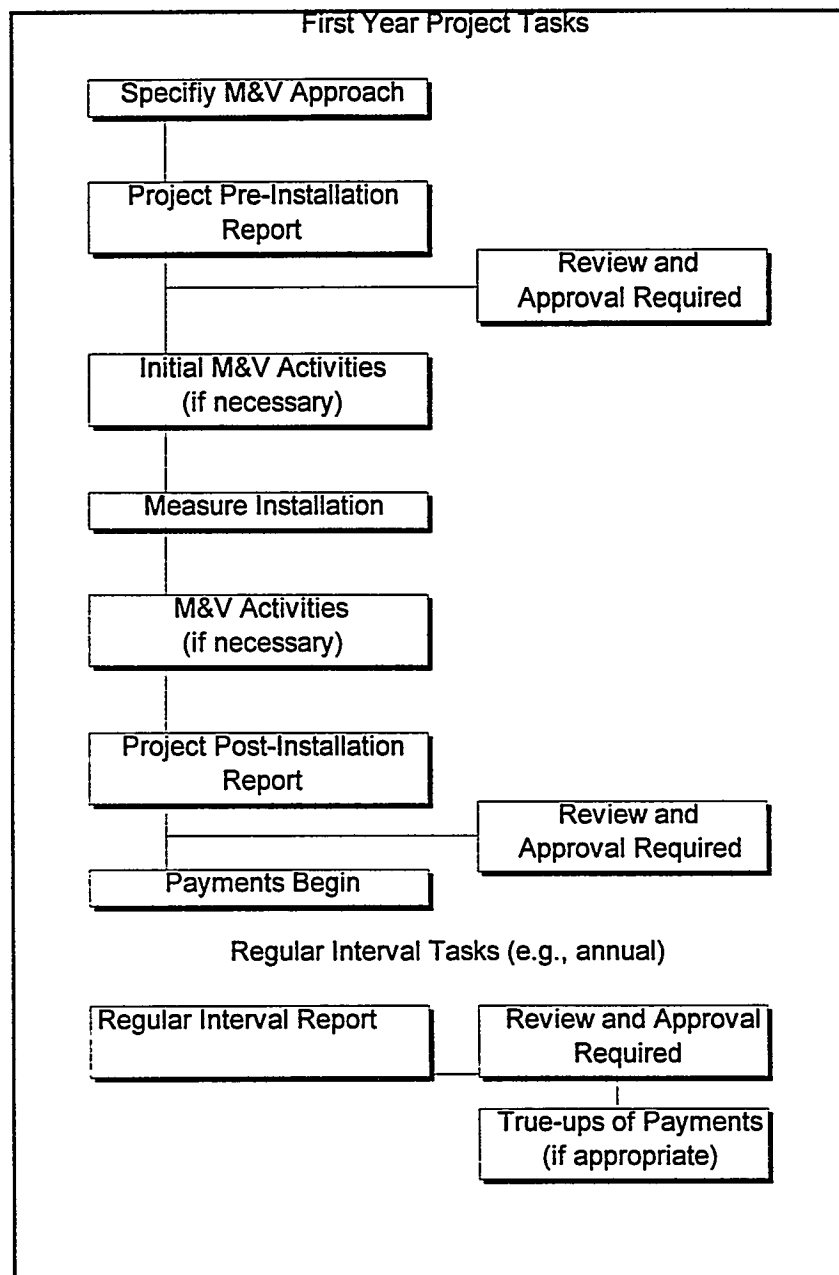 First Year Project Tasks
Specifiy M&V Approach
Project Pre-Installation
Report
Review and
Approval Required
Initial M&V Activities
(if necessary)
Measure Installation
M&V Activities
(if necessary)
Project Post-Installation
Report
Review and
Approval Required
Payments Begin
Regular Interval Tasks (e.g., annual)
Regular Interval Report
Review and Approval
Required
True-ups of Payments
(if appropriate)